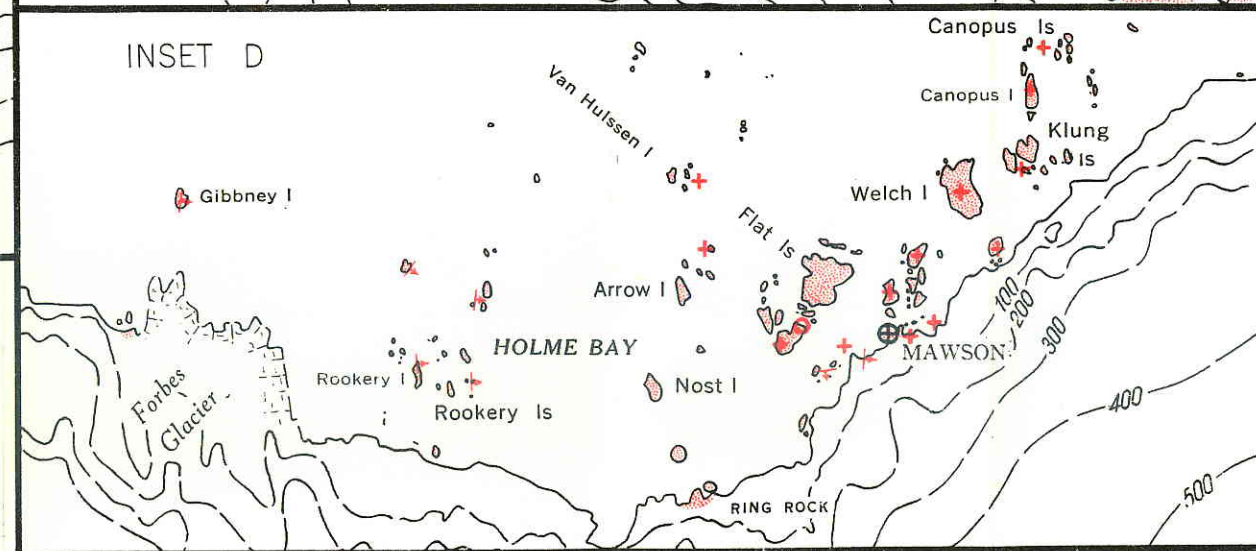 INSET D
Canopus Is
Van Hulssen I
Canopus I
Klung
Is
Gibbney I
Welch I
Flat Is
Arrow I
100
200
300
HOLME BAY
MAWSON
Rookery I
Nost I
Forbes
Glacier
Rookery Is
400
500
RING ROCK